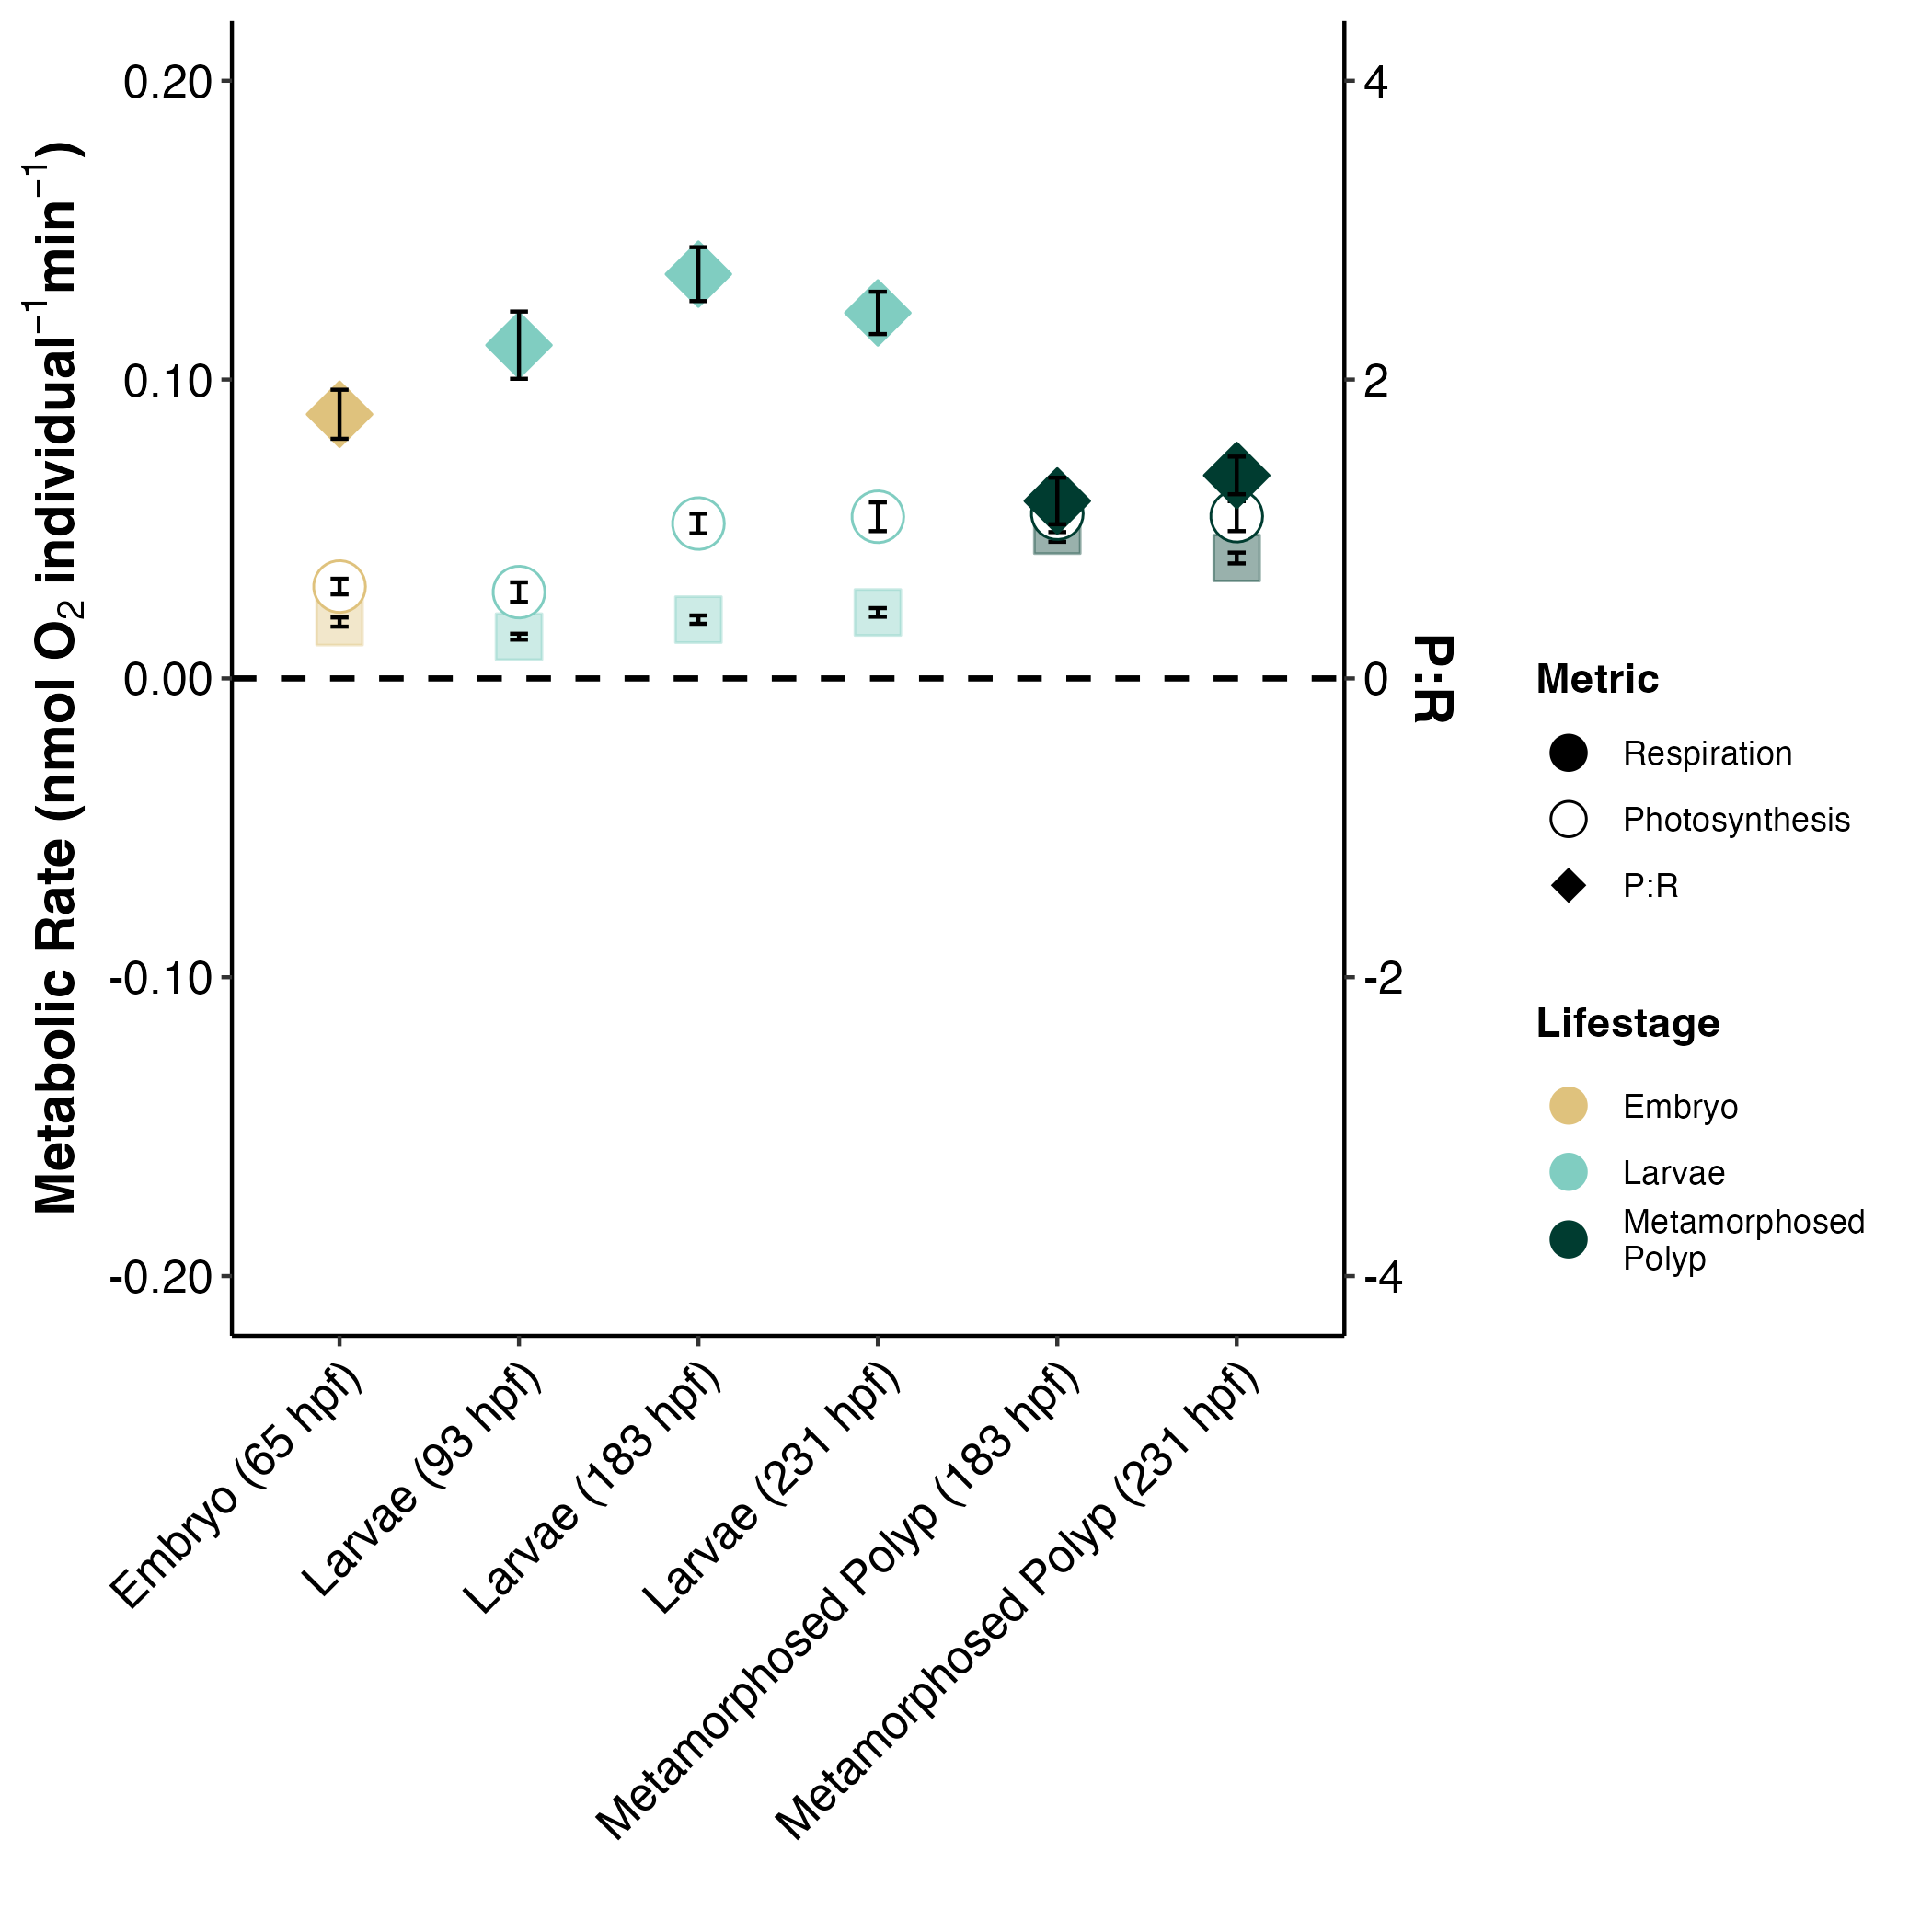 Metabolic Rate (nmol O₂ individual⁻¹min⁻¹)
0.20
0.10
0.00
-0.10
-0.20
4
2
0
-2
-4
P:R
Embryo (65 hpf)
Larvae (93 hpf)
Larvae (183 hpf)
Larvae (231 hpf)
Metamorphosed Polyp (183 hpf)
Metamorphosed Polyp (231 hpf)
Metric
Respiration
Photosynthesis
P:R
Lifestage
Embryo
Larvae
Metamorphosed
Polyp